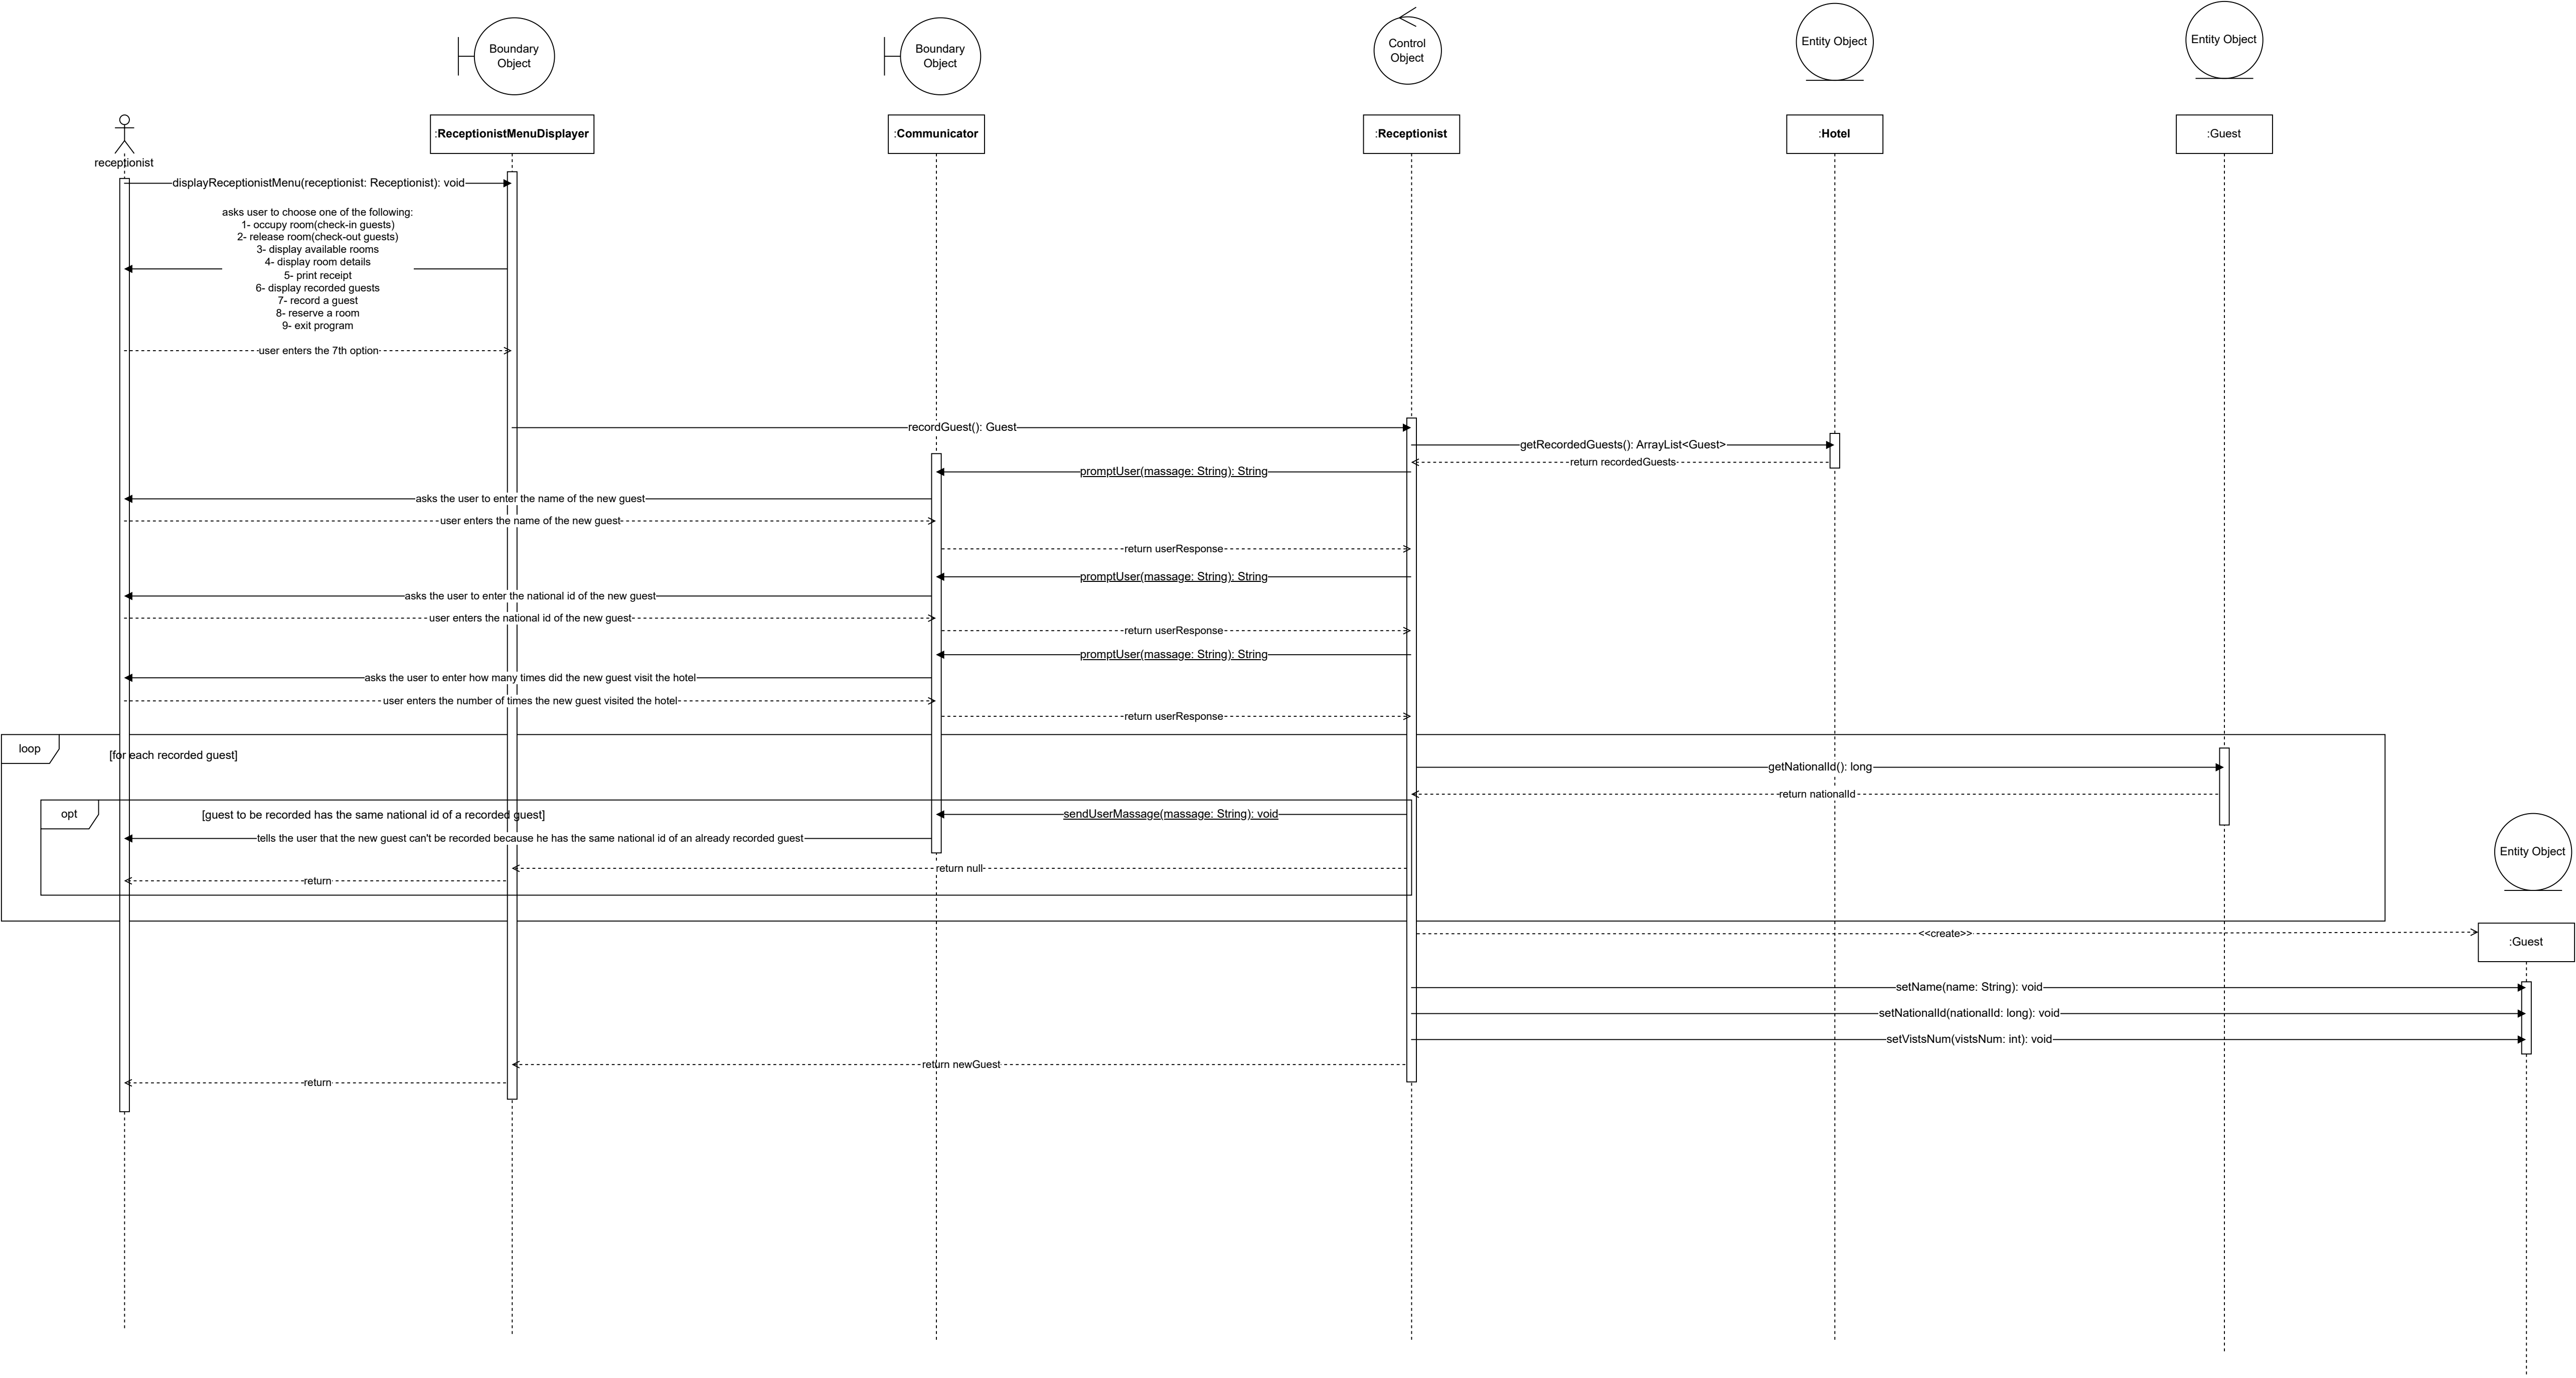 Boundary
Object
Boundary
Object
Control
Object
Entity Object
Entity Object
receptionist
:ReceptionistMenuDisplayer
:Communicator
:Receptionist
:Hotel
:Guest
displayReceptionistMenu(receptionist: Receptionist): void
asks user to choose one of the following:
1- occupy room(check-in guests)
2- release room(check-out guests)
3- display available rooms
4- display room details
5- print receipt
6- display recorded guests
7- record a guest
8- reserve a room
9- exit program
user enters the 7th option
recordGuest(): Guest
getRecordedGuests(): ArrayList<Guest>
return recordedGuests
promptUser(massage: String): String
asks the user to enter the name of the new guest
user enters the name of the new guest
return userResponse
promptUser(massage: String): String
asks the user to enter the national id of the new guest
user enters the national id of the new guest
return userResponse
promptUser(massage: String): String
asks the user to enter how many times did the new guest visit the hotel
user enters the number of times the new guest visited the hotel
return userResponse
loop
[for each recorded guest]
getNationalId(): long
return nationalId
opt
[guest to be recorded has the same national id of a recorded guest]
sendUserMassage(massage: String): void
tells the user that the new guest can't be recorded because he has the same national id of an already recorded guest
return null
return
Entity Object
<<create>>
:Guest
setName(name: String): void
setNationalId(nationalId: long): void
setVistsNum(vistsNum: int): void
return newGuest
return